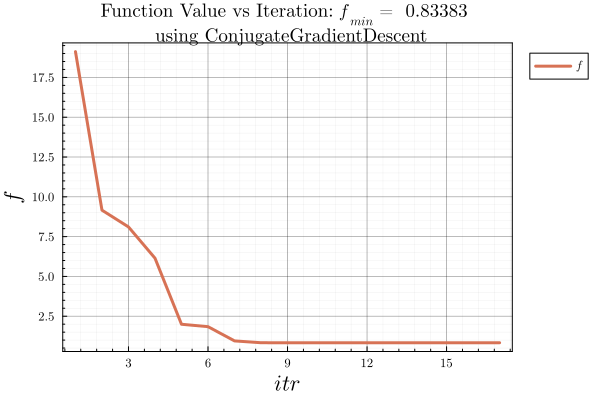 Function Value vs Iteration: f_min = 0.83383
using ConjugateGradientDescent
f
17.5
15.0
12.5
10.0
7.5
5.0
2.5
f
3 6 9 12 15
itr